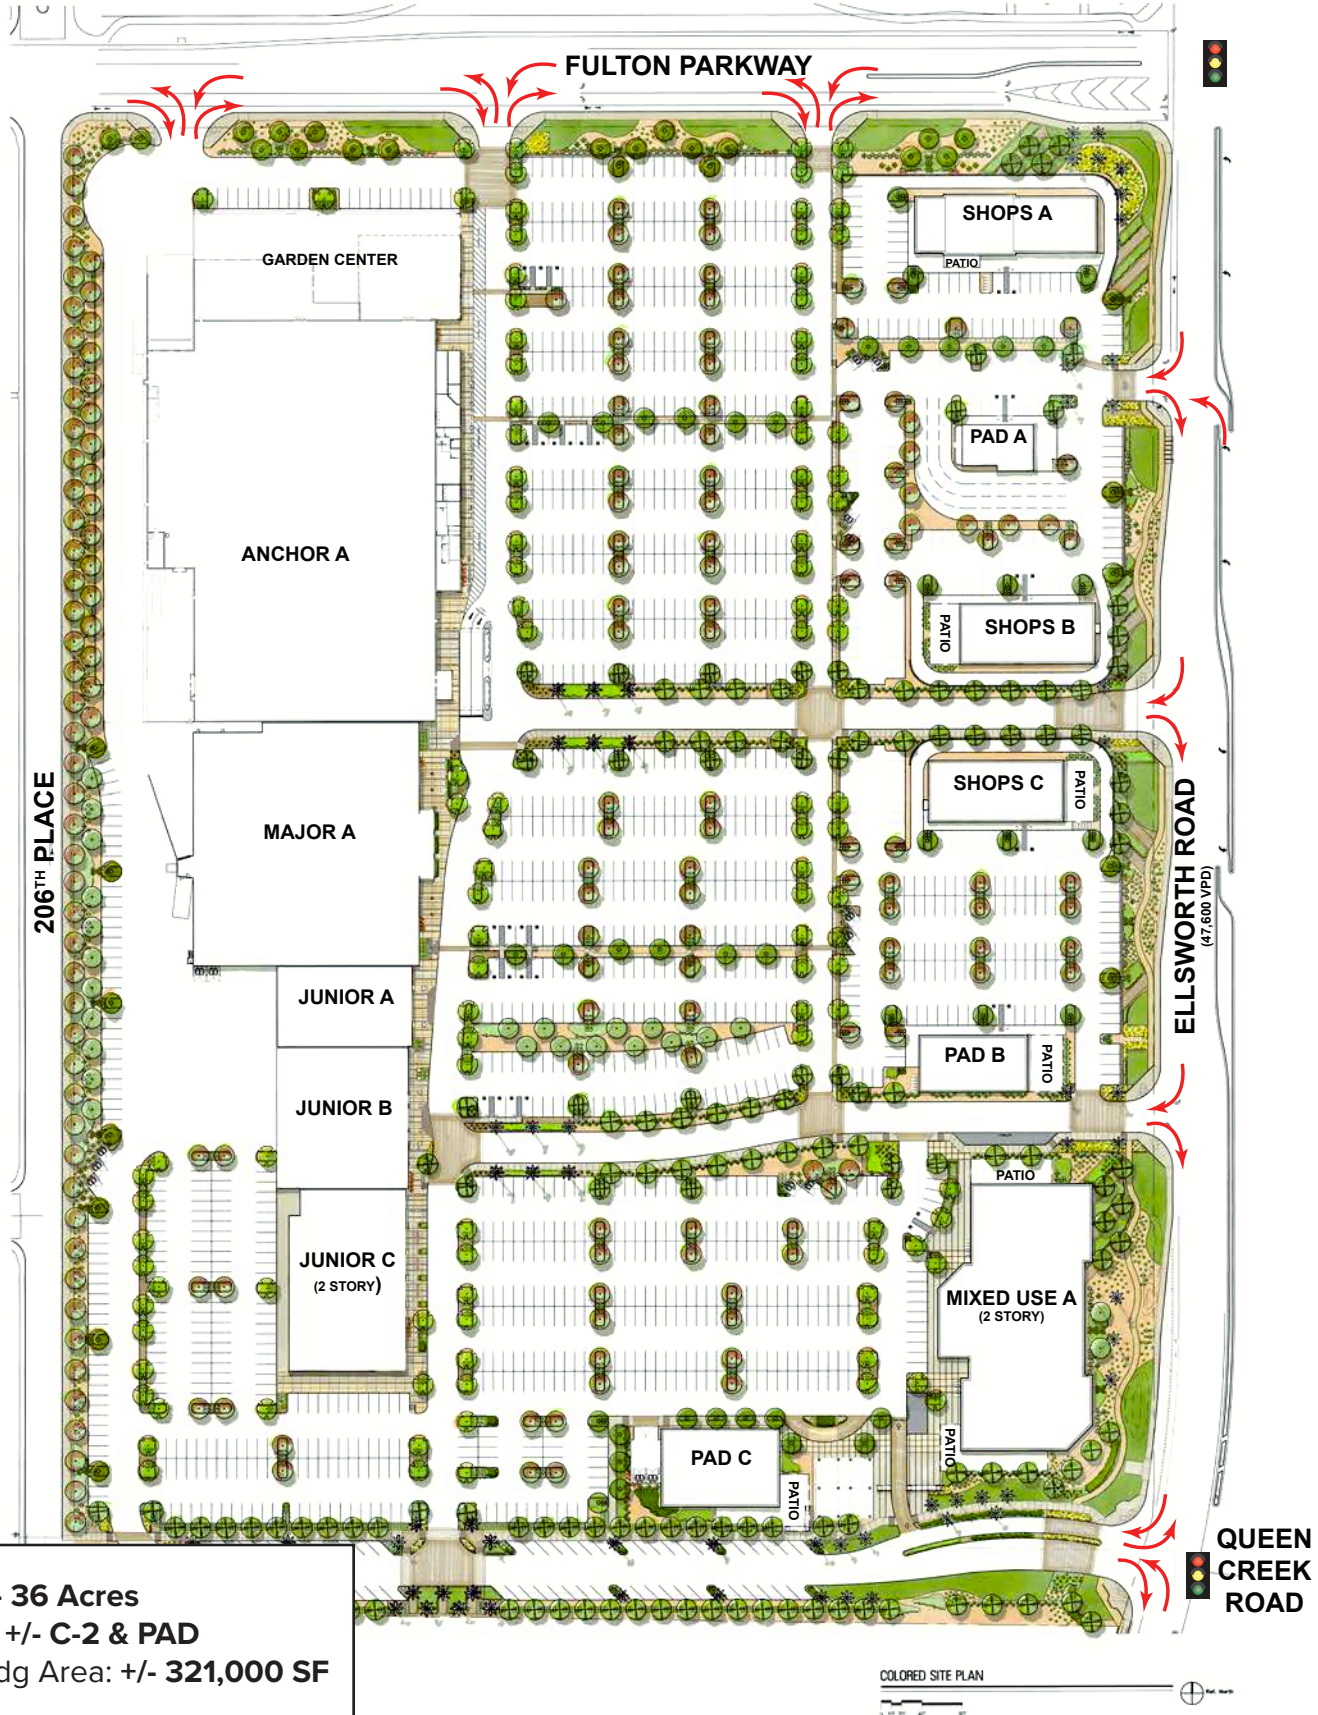 FULTON PARKWAY
SHOPS A
GARDEN CENTER
PATIO
PAD A
ANCHOR A
SHOPS B
PATIO
206TH PLACE
MAJOR A
SHOPS C
PATIO
ELLSWORTH ROAD
(47,600 VPD)
JUNIOR A
PAD B
PATIO
JUNIOR B
PATIO
JUNIOR C
(2 STORY)
MIXED USE A
(2 STORY)
PATIO
PAD C
PATIO
QUEEN
CREEK
ROAD
- 36 Acres
+/- C-2 & PAD
dg Area: +/- 321,000 SF
COLORED SITE PLAN